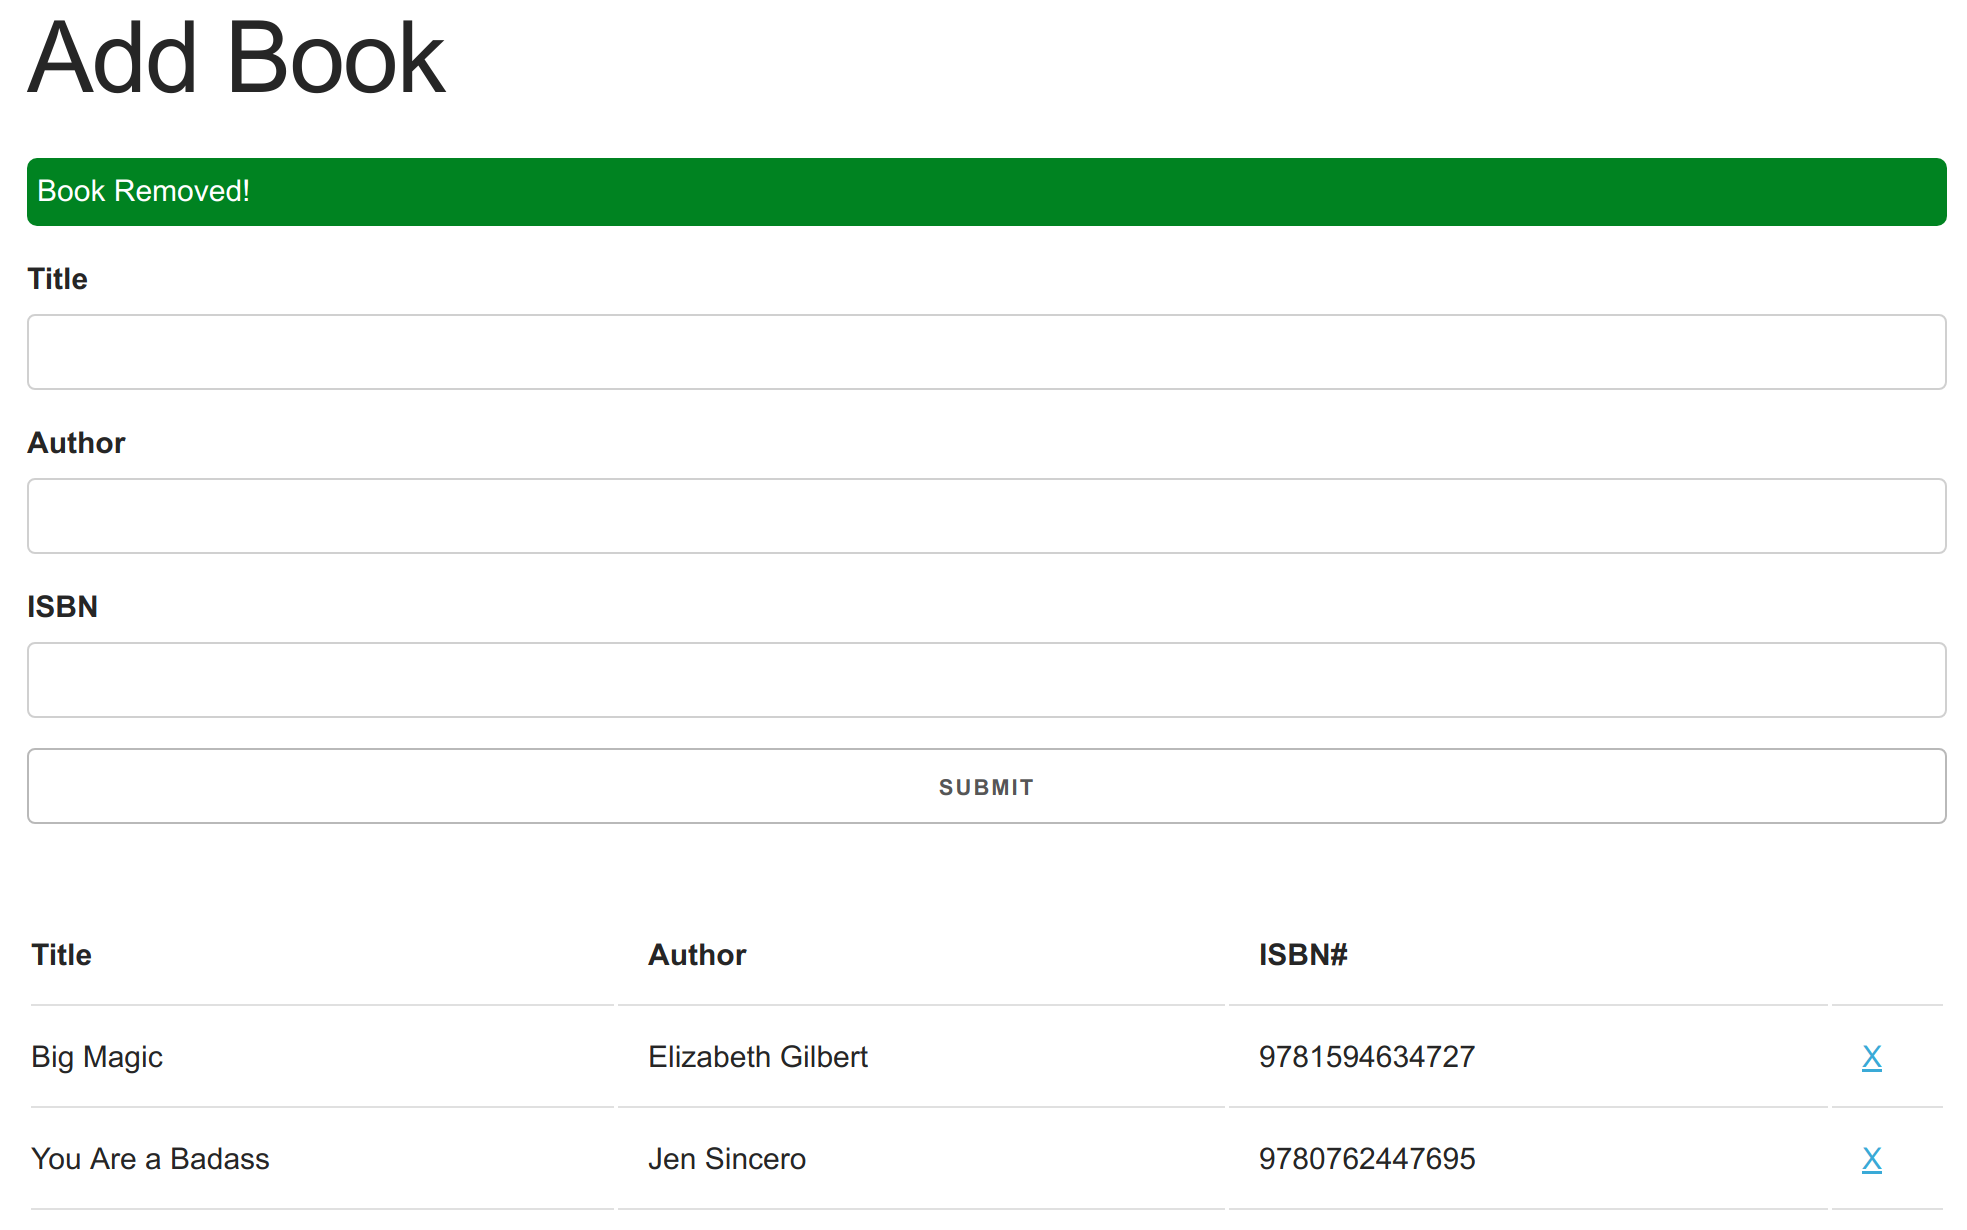 Add Book
Book Removed!
Title
Author
ISBN
SUBMIT
Title Author ISBN#
Big Magic Elizabeth Gilbert 9781594634727 X
You Are a Badass Jen Sincero 9780762447695 X